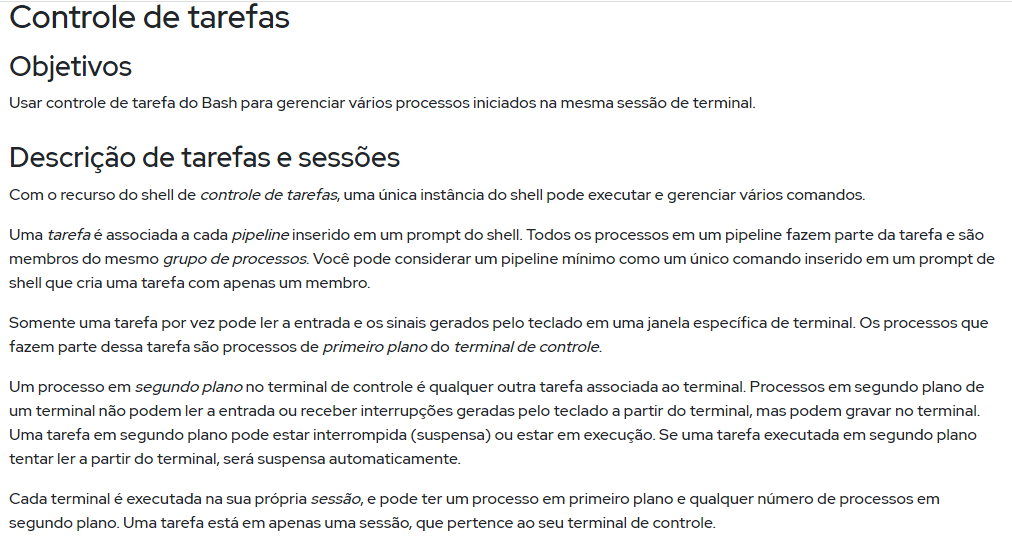 Controle de tarefas
Objetivos
Usar controle de tarefa do Bash para gerenciar vários processos iniciados na mesma sessão de terminal.
Descrição de tarefas e sessões
Com o recurso do shell de controle de tarefas, uma única instância do shell pode executar e gerenciar vários comandos.
Uma tarefa é associada a cada pipeline inserido em um prompt do shell. Todos os processos em um pipeline fazem parte da tarefa e são
membros do mesmo grupo de processos. Você pode considerar um pipeline mínimo como um único comando inserido em um prompt de
shell que cria uma tarefa com apenas um membro.
Somente uma tarefa por vez pode ler a entrada e os sinais gerados pelo teclado em uma janela específica de terminal. Os processos que
fazem parte dessa tarefa são processos de primeiro plano do terminal de controle.
Um processo em segundo plano no terminal de controle é qualquer outra tarefa associada ao terminal. Processos em segundo plano de
um terminal não podem ler a entrada ou receber interrupções geradas pelo teclado a partir do terminal, mas podem gravar no terminal.
Uma tarefa em segundo plano pode estar interrompida (suspensa) ou estar em execução. Se uma tarefa executada em segundo plano
tentar ler a partir do terminal, será suspensa automaticamente.
Cada terminal é executada na sua própria sessão, e pode ter um processo em primeiro plano e qualquer número de processos em
segundo plano. Uma tarefa está em apenas uma sessão, que pertence ao seu terminal de controle.